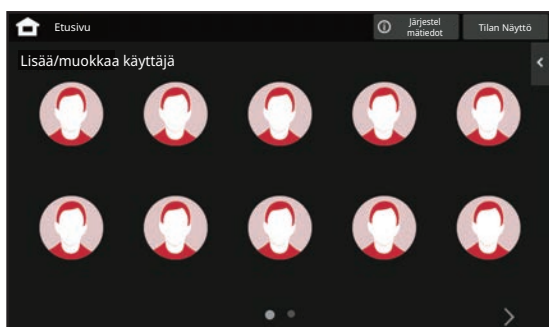 Etusivu
Järjestel
mätiedot
Tilan Näyttö
Lisää/muokkaa käyttäjä